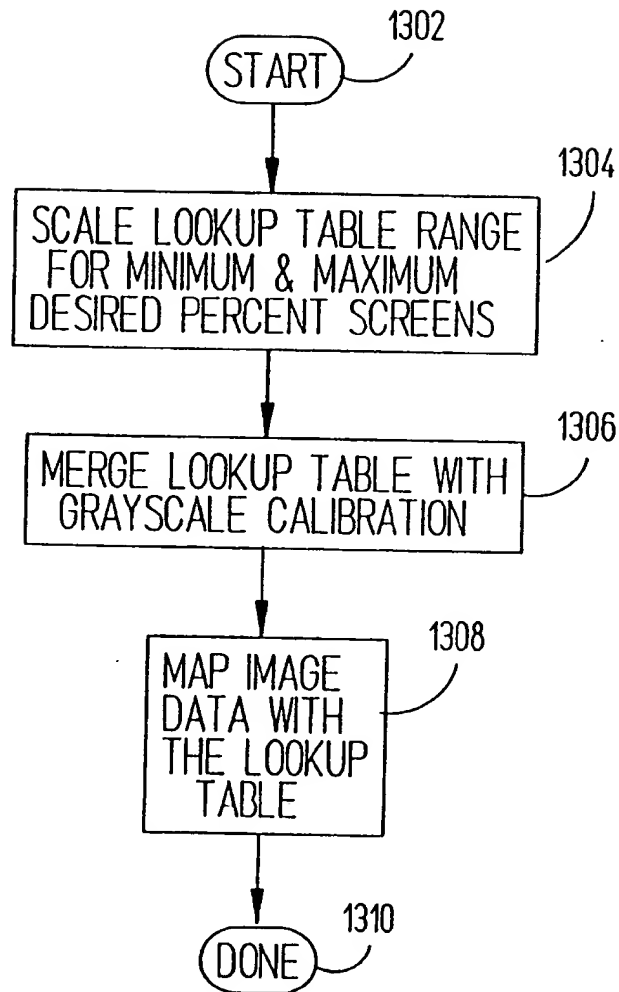 1302
START
1304
SCALE LOOKUP TABLE RANGE
FOR MINIMUM & MAXIMUM
DESIRED PERCENT SCREENS
1306
MERGE LOOKUP TABLE WITH
GRAYSCALE CALIBRATION
1308
MAP IMAGE
DATA WITH
THE LOOKUP
TABLE
1310
DONE